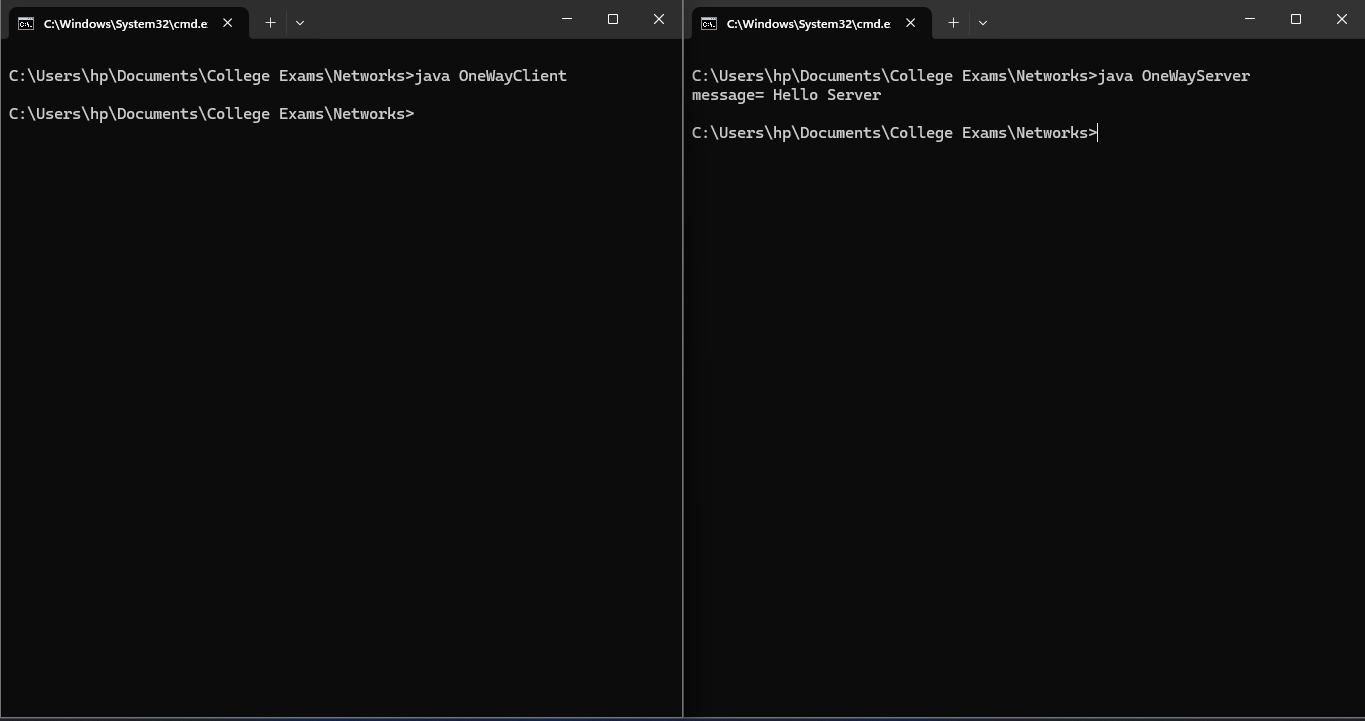 C:\Windows\System32\cmd.e
C:\Users\hp\Documents\College Exams\Networks>java OneWayClient
C:\Users\hp\Documents\College Exams\Networks>
C:\Windows\System32\cmd.e
C:\Users\hp\Documents\College Exams\Networks>java OneWayServer
message= Hello Server
C:\Users\hp\Documents\College Exams\Networks>